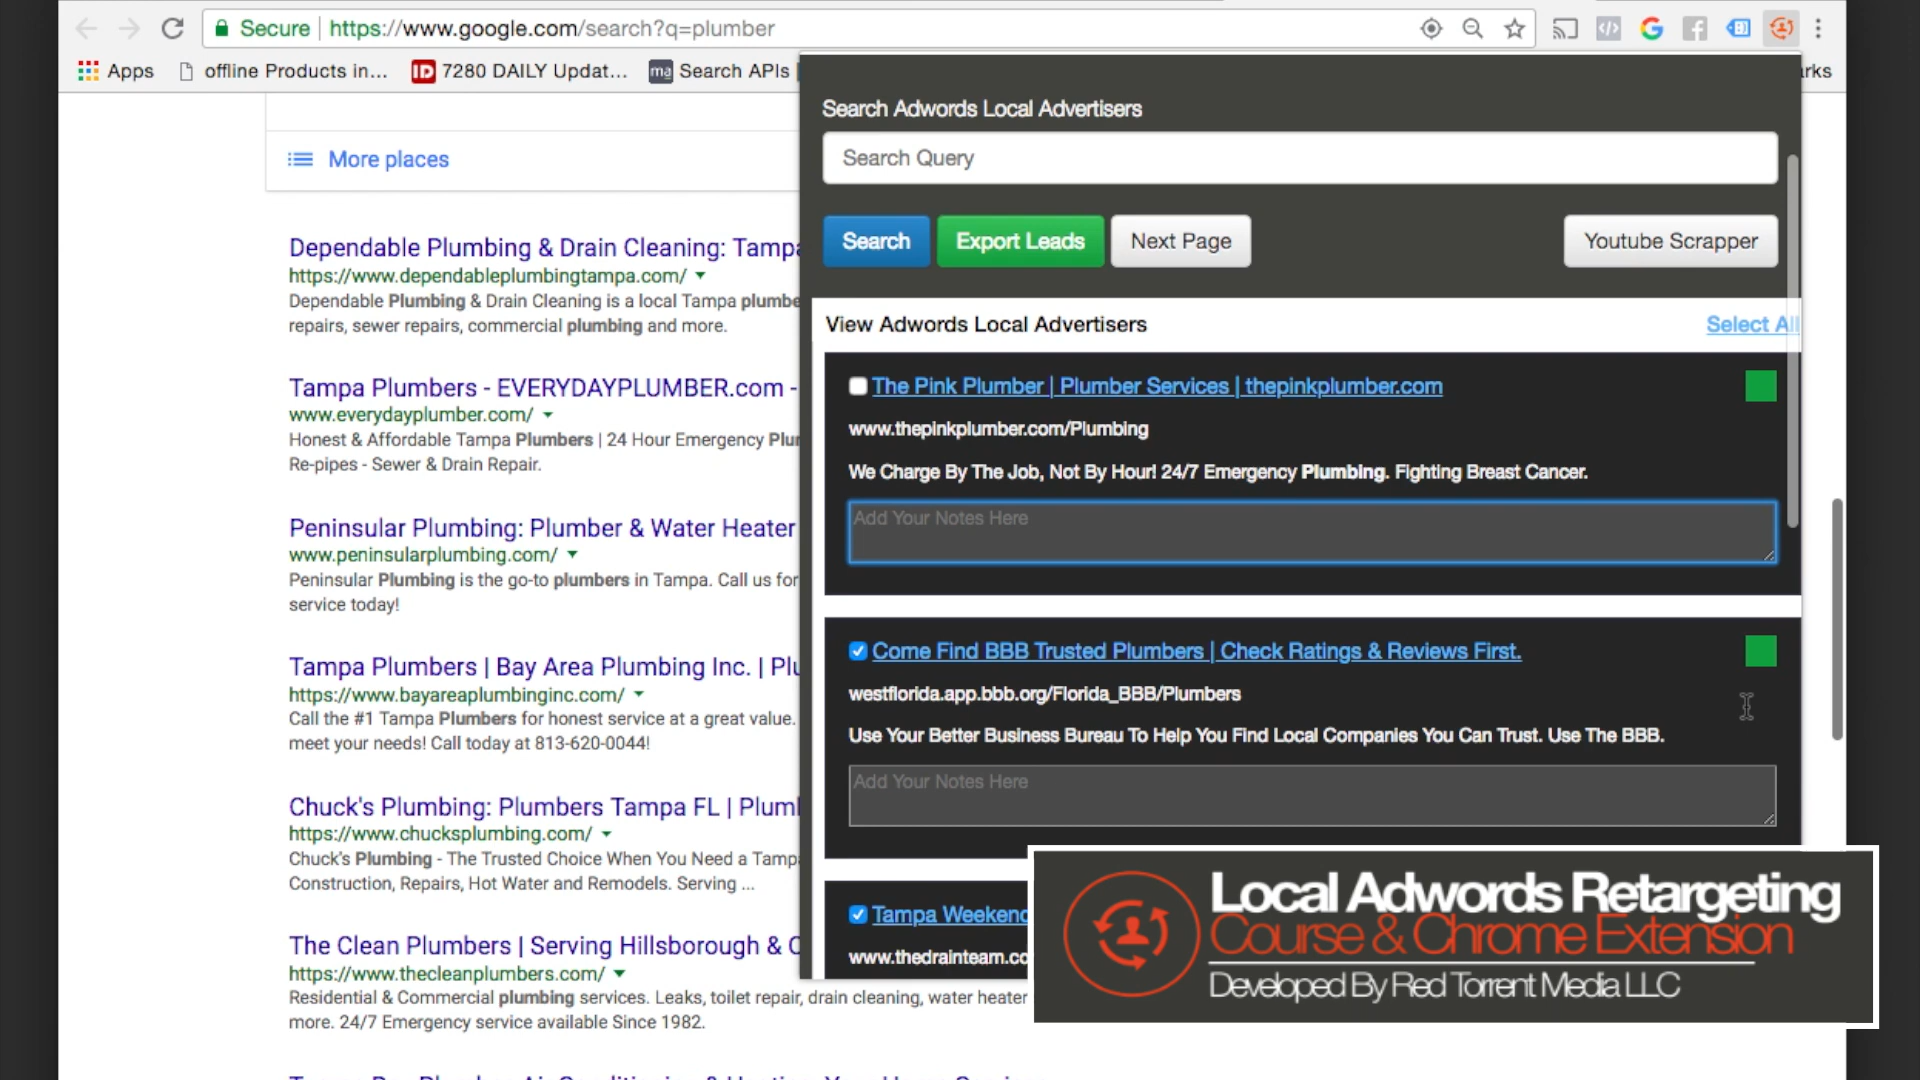 Secure https://www.google.com/search?q=plumber
Apps offline Products in... 7280 DAILY Updat... Search APIs
Search Adwords Local Advertisers
Search Query
Search Export Leads Next Page Youtube Scrapper
View Adwords Local Advertisers Select All
The Pink Plumber | Plumber Services | thepinkplumber.com
www.thepinkplumber.com/Plumbing
We Charge By The Job, Not By Hour! 24/7 Emergency Plumbing. Fighting Breast Cancer.
Add Your Notes Here
Come Find BBB Trusted Plumbers | Check Ratings & Reviews First.
westflorida.app.bbb.org/Florida_BBB/Plumbers
Use Your Better Business Bureau To Help You Find Local Companies You Can Trust. Use The BBB.
Add Your Notes Here
Tampa Weekend
www.thedrainteam.co
More places
Dependable Plumbing & Drain Cleaning: Tampa
https://www.dependableplumbingtampa.com/
Dependable Plumbing & Drain Cleaning is a local Tampa plumbe
repairs, sewer repairs, commercial plumbing and more.
Tampa Plumbers - EVERYDAYPLUMBER.com -
www.everydayplumber.com/
Honest & Affordable Tampa Plumbers | 24 Hour Emergency Plu
Re-pipes - Sewer & Drain Repair.
Peninsular Plumbing: Plumber & Water Heater
www.peninsularplumbing.com/
Peninsular Plumbing is the go-to plumbers in Tampa. Call us for
service today!
Tampa Plumbers | Bay Area Plumbing Inc. | Plu
https://www.bayareaplumbinginc.com/
Call the #1 Tampa Plumbers for honest service at a great value.
meet your needs! Call today at 813-620-0044!
Chuck's Plumbing: Plumbers Tampa FL | Pluml
https://www.chucksplumbing.com/
Chuck's Plumbing - The Trusted Choice When You Need a Tampa
Construction, Repairs, Hot Water and Remodels. Serving ...
The Clean Plumbers | Serving Hillsborough &
https://www.thecleanplumbers.com/
Residential & Commercial plumbing services. Leaks, toilet repair, drain cleaning, water heater
more. 24/7 Emergency service available Since 1982.
Local Adwords Retargeting
Course & Chrome Extension
Developed By Red Torrent Media LLC